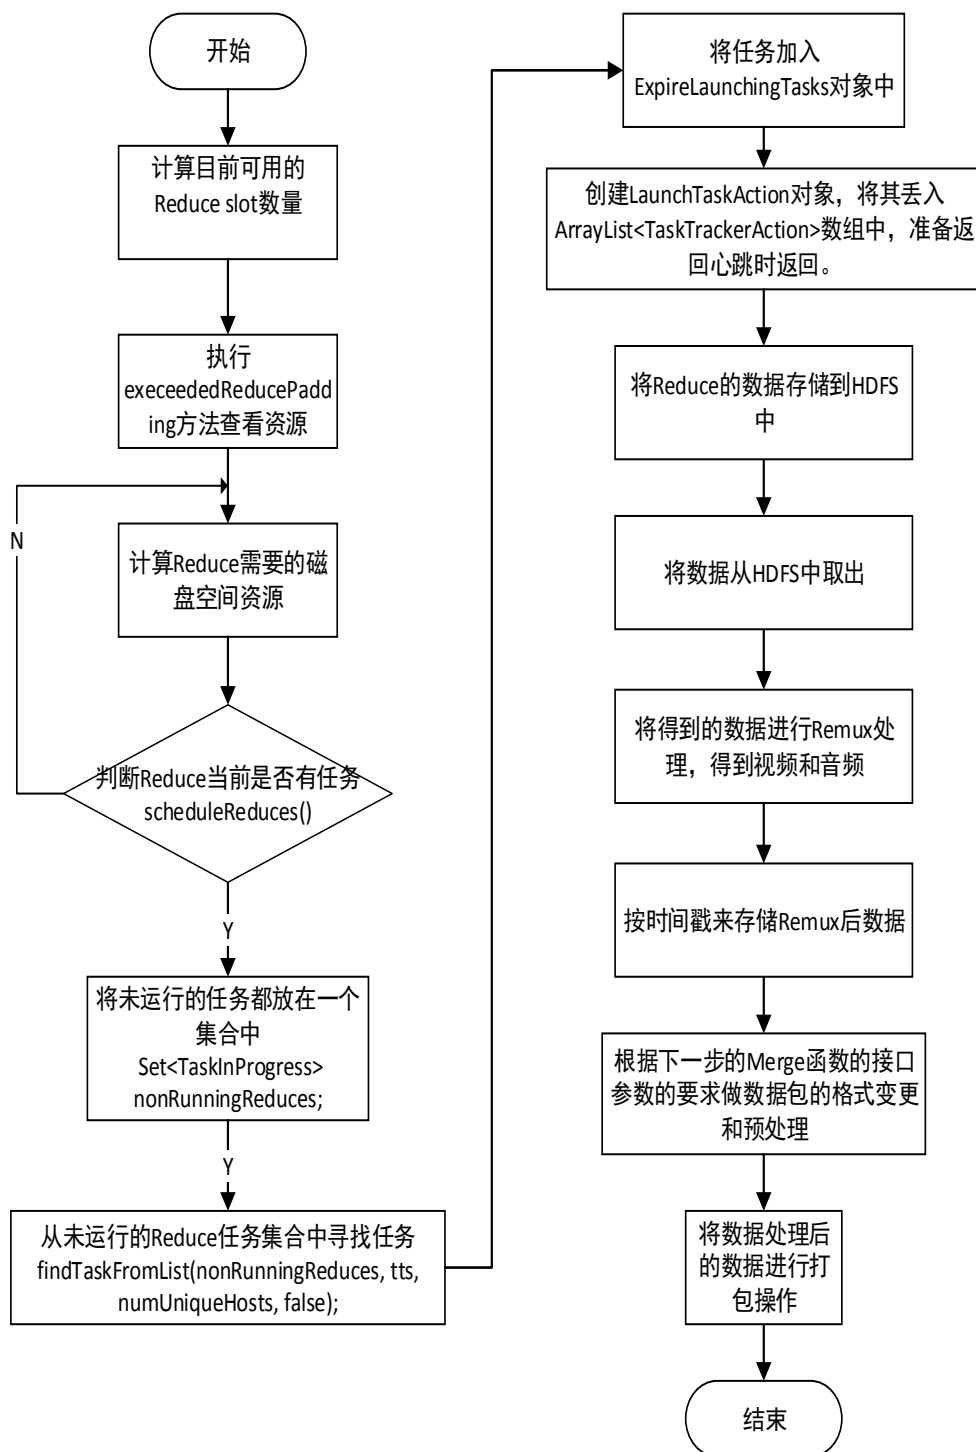 开始
计算目前可用的
Reduce slot数量
执行
execeededReducePadd
ing方法查看资源
N
计算Reduce需要的磁
盘空间资源
判断Reduce当前是否有任务
scheduleReduces()
Y
将未运行的任务都放在一个
集合中
Set<TaskInProgress>
nonRunningReduces;
Y
从未运行的Reduce任务集合中寻找任务
findTaskFromList(nonRunningReduces, tts,
numUniqueHosts, false);
将任务加入
ExpireLaunchingTasks对象中
创建LaunchTaskAction对象，将其丢入
ArrayList<TaskTrackerAction>数组中，准备返
回心跳时返回。
将Reduce的数据存储到HDFS
中
将数据从HDFS中取出
将得到的数据进行Remux处
理，得到视频和音频
按时间戳来存储Remux后数据
根据下一步的Merge函数的接口
参数的要求做数据包的格式变更
和预处理
将数据处理后
的数据进行打
包操作
结束